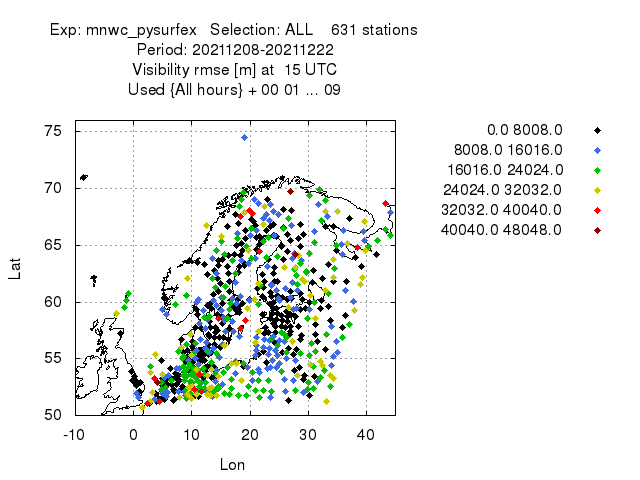 Exp: mnwc_pysurfex   Selection: ALL    631 stations
Period: 20211208-20211222
Visibility rmse [m] at  15 UTC
Used {All hours} + 00 01 ... 09
0.0 8008.0
8008.0 16016.0
16016.0 24024.0
24024.0 32032.0
32032.0 40040.0
40040.0 48048.0
75
70
65
60
55
50
Lat
-10 0 10 20 30 40
Lon